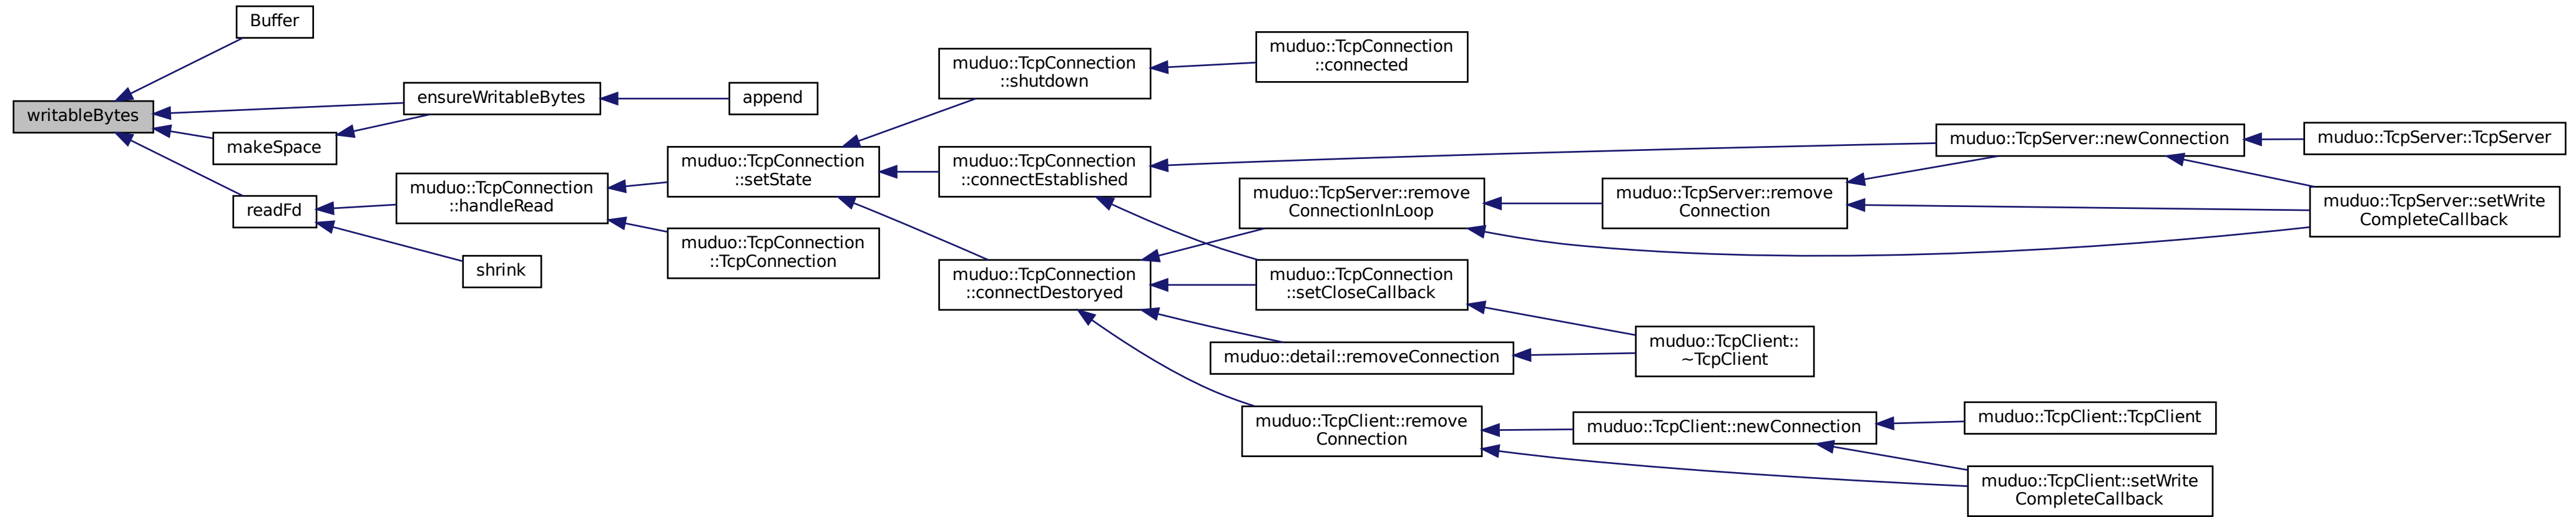 Buffer
writableBytes
ensureWritableBytes
append
makeSpace
readFd
muduo::TcpConnection
::handleRead
shrink
muduo::TcpConnection
::setState
muduo::TcpConnection
::TcpConnection
muduo::TcpConnection
::shutdown
muduo::TcpConnection
::connected
muduo::TcpConnection
::connectEstablished
muduo::TcpConnection
::connectDestoryed
muduo::TcpServer::remove
ConnectionInLoop
muduo::TcpConnection
::setCloseCallback
muduo::detail::removeConnection
muduo::TcpClient::remove
Connection
muduo::TcpServer::remove
Connection
muduo::TcpClient::
~TcpClient
muduo::TcpClient::newConnection
muduo::TcpServer::newConnection
muduo::TcpServer::TcpServer
muduo::TcpServer::setWrite
CompleteCallback
muduo::TcpClient::TcpClient
muduo::TcpClient::setWrite
CompleteCallback